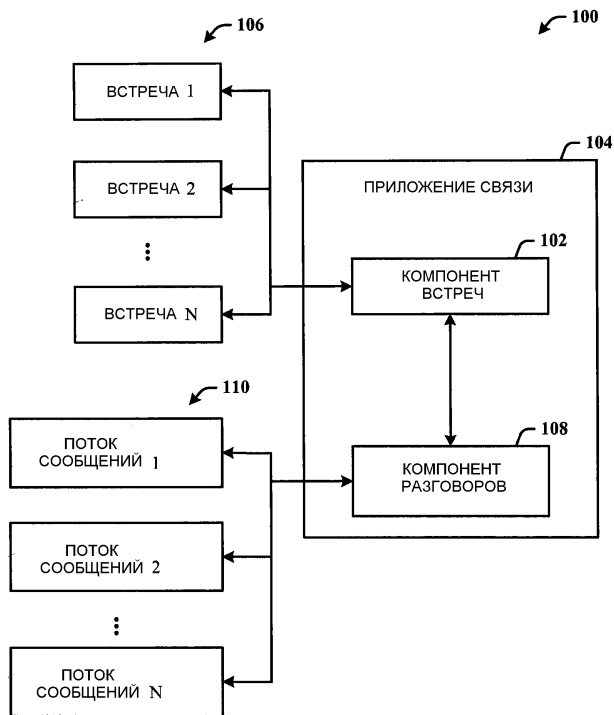 106
100
ВСТРЕЧА 1
104
ПРИЛОЖЕНИЕ СВЯЗИ
ВСТРЕЧА 2
102
КОМПОНЕНТ
ВСТРЕЧ
ВСТРЕЧА N
110
108
ПОТОК
СООБЩЕНИЙ 1
КОМПОНЕНТ
РАЗГОВОРОВ
ПОТОК
СООБЩЕНИЙ 2
ПОТОК
СООБЩЕНИЙ N